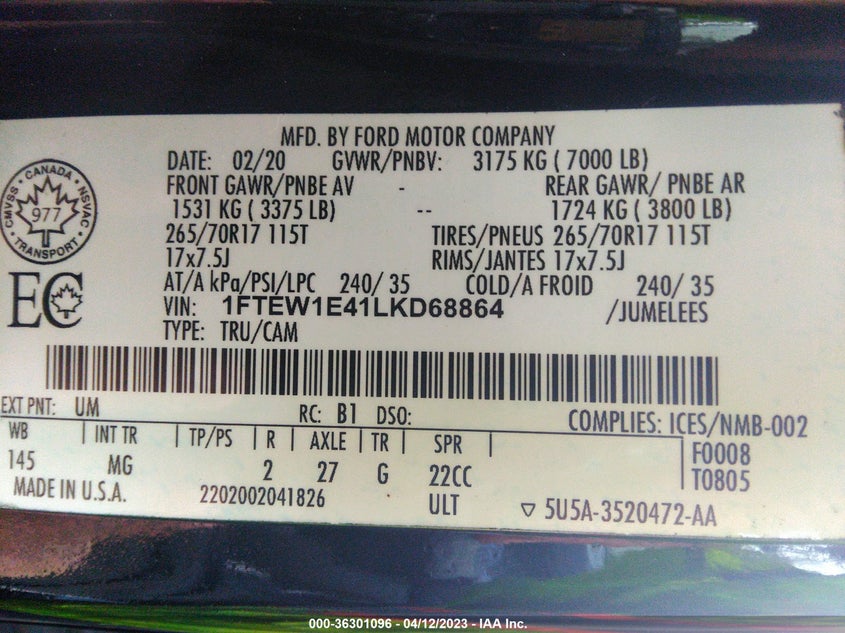 MFD. BY FORD MOTOR COMPANY
DATE: 02/20 GVWR/PNBV: 3175 KG ( 7000 LB)
FRONT GAWR/PNBE AV - REAR GAWR/ PNBE AR
1531 KG ( 3375 LB) -- 1724 KG ( 3800 LB)
265/70R17 115T TIRES/PNEUS 265/70R17 115T
17x7.5J RIMS/JANTES 17x7.5J
AT/A kPa/PSI/LPC 240/ 35 COLD/A FROID 240/ 35
VIN: 1FTEW1E41LKD68864 /JUMELEES
TYPE: TRU/CAM
CMVSS · CANADA · NSVAC
977
TRANSPORT
EC
EXT PNT: UM RC: B1 DSO: COMPLIES: ICES/NMB-002
WB | INT TR | TP/PS | R | AXLE | TR | SPR | F0008
145 MG 2 27 G 22CC T0805
MADE IN U.S.A. 2202002041826 ULT ▽ 5U5A-3520472-AA
000-36301096 - 04/12/2023 - IAA Inc.